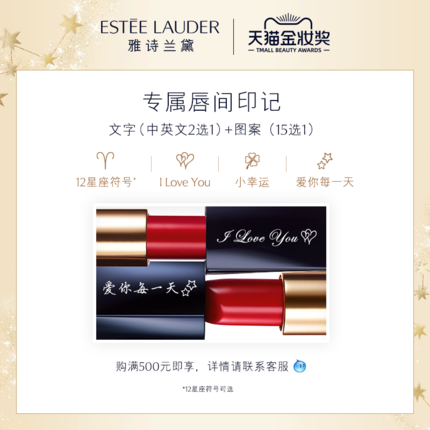 ESTĒE LAUDER
雅诗兰黛
天猫金妆奖
TMALL BEAUTY AWARDS
专属唇间印记
文字(中英文2选1)+图案 (15选1)
12星座符号*
I Love You
小幸运
爱你每一天
I Love You
爱你每一天
购满500元即享，详情请联系客服
*12星座符号可选